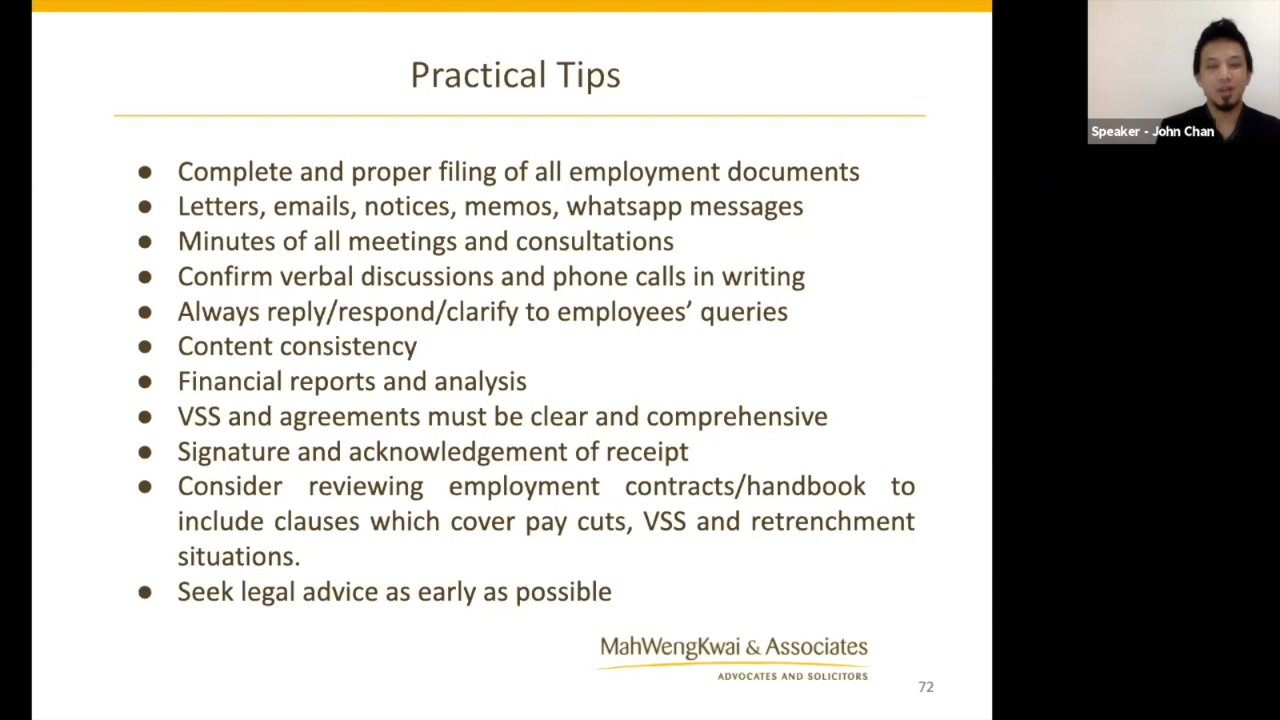 Practical Tips
● Complete and proper filing of all employment documents
● Letters, emails, notices, memos, whatsapp messages
● Minutes of all meetings and consultations
● Confirm verbal discussions and phone calls in writing
● Always reply/respond/clarify to employees’ queries
● Content consistency
● Financial reports and analysis
● VSS and agreements must be clear and comprehensive
● Signature and acknowledgement of receipt
● Consider reviewing employment contracts/handbook to
include clauses which cover pay cuts, VSS and retrenchment
situations.
● Seek legal advice as early as possible
MahWengKwai & Associates
ADVOCATES AND SOLICITORS
72
Speaker - John Chan